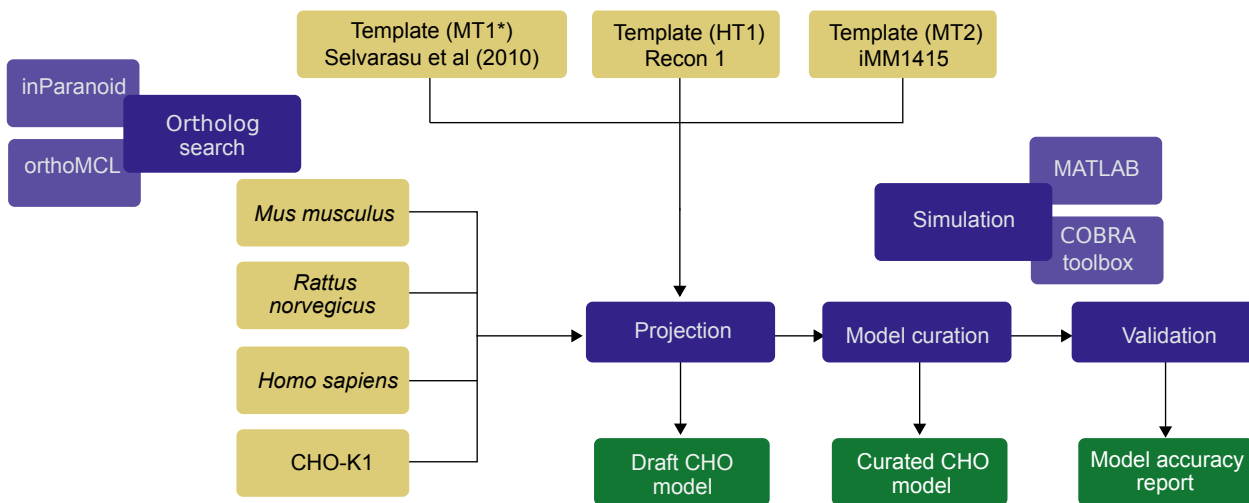 Template (MT1*)
Selvarasu et al (2010)
Template (HT1)
Recon 1
Template (MT2)
iMM1415
inParanoid
Ortholog
search
orthoMCL
MATLAB
Simulation
COBRA
toolbox
Mus musculus
Rattus
norvegicus
Homo sapiens
CHO-K1
Projection
Model curation
Validation
Draft CHO
model
Curated CHO
model
Model accuracy
report